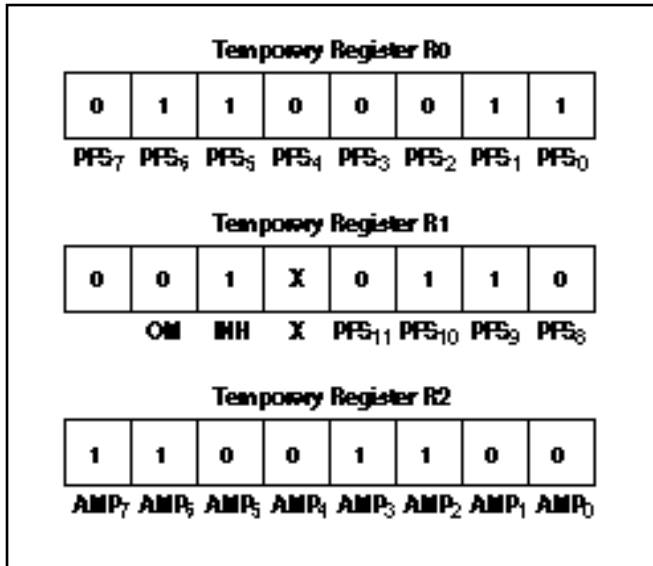 Temporary Register R0
0 1 1 0 0 0 1 1
PFS7 PFS6 PFS5 PFS4 PFS3 PFS2 PFS1 PFS0
Temporary Register R1
0 0 1 X 0 1 1 0
OM INH X PFS11 PFS10 PFS9 PFS8
Temporary Register R2
1 1 0 0 1 1 0 0
AMP7 AMP6 AMP5 AMP4 AMP3 AMP2 AMP1 AMP0